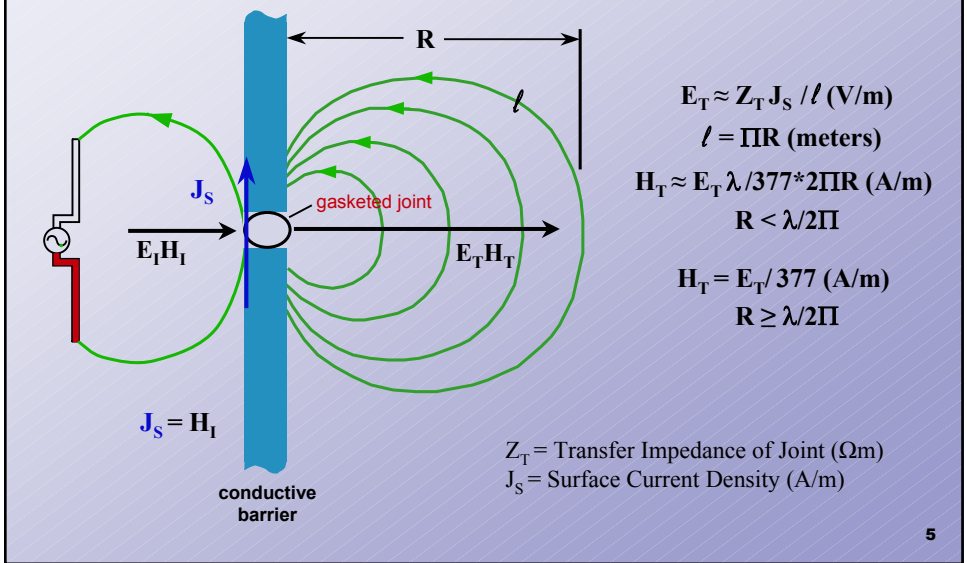 R
ℓ
J_S
gasketed joint
E_I H_I
E_T H_T
J_S = H_I
conductive
barrier
E_T ≈ Z_T J_S / ℓ (V/m)
ℓ = ΠR (meters)
H_T ≈ E_T λ/377*2ΠR (A/m)
R < λ/2Π
H_T = E_T/ 377 (A/m)
R ≥ λ/2Π
Z_T = Transfer Impedance of Joint (Ωm)
J_S = Surface Current Density (A/m)
5